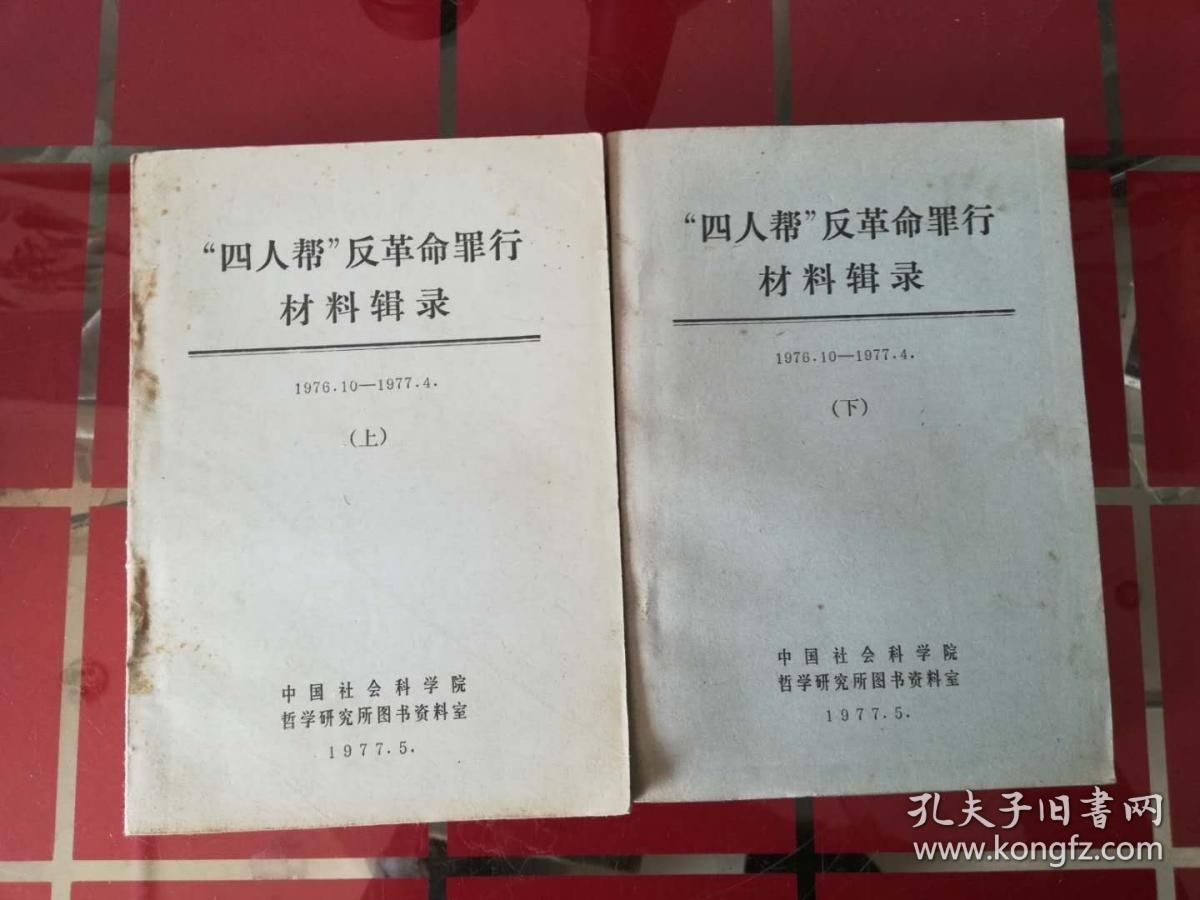 “四人帮”反革命罪行
材料辑录
1976.10—1977.4.
（上）
中国社会科学院
哲学研究所图书资料室
1977.5.
“四人帮”反革命罪行
材料辑录
1976.10—1977.4.
（下）
中国社会科学院
哲学研究所图书资料室
1977.5.
孔夫子旧书网
www.kongfz.com